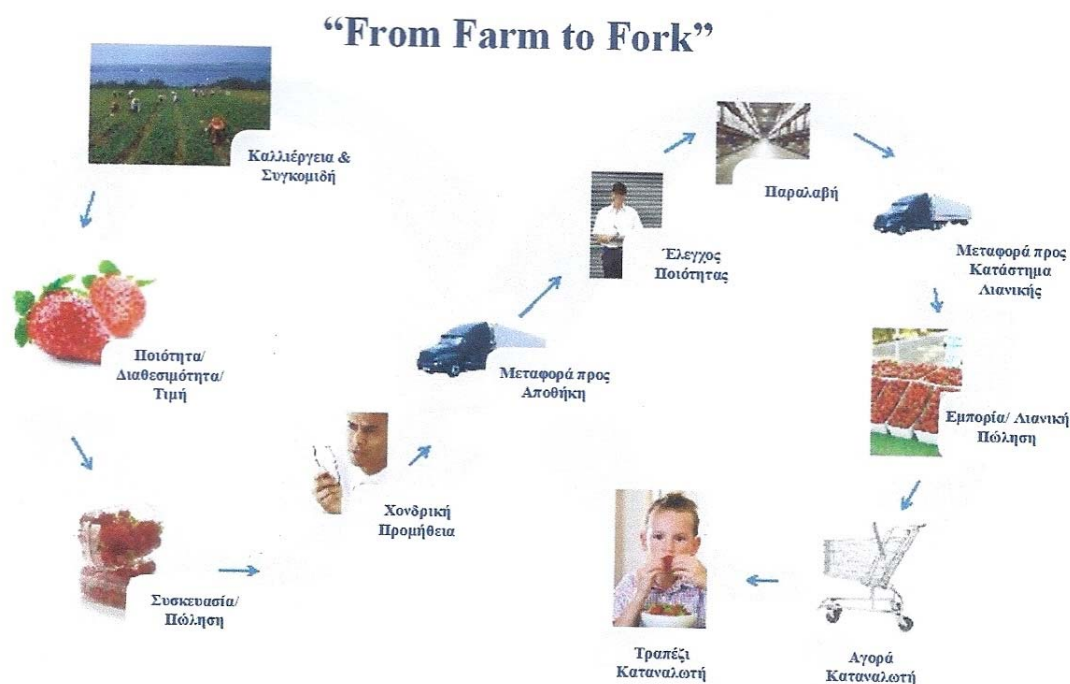 “From Farm to Fork”
Καλλιέργεια &
Συγκομιδή
Ποιότητα/
Διαθεσιμότητα/
Τιμή
Συσκευασία/
Πώληση
Χονδρική
Προμήθεια
Μεταφορά προς
Αποθήκη
Έλεγχος
Ποιότητας
Παραλαβή
Μεταφορά προς
Κατάστημα
Λιανικής
Εμπορία/ Λιανική
Πώληση
Αγορά
Καταναλωτή
Τραπέζι
Καταναλωτή